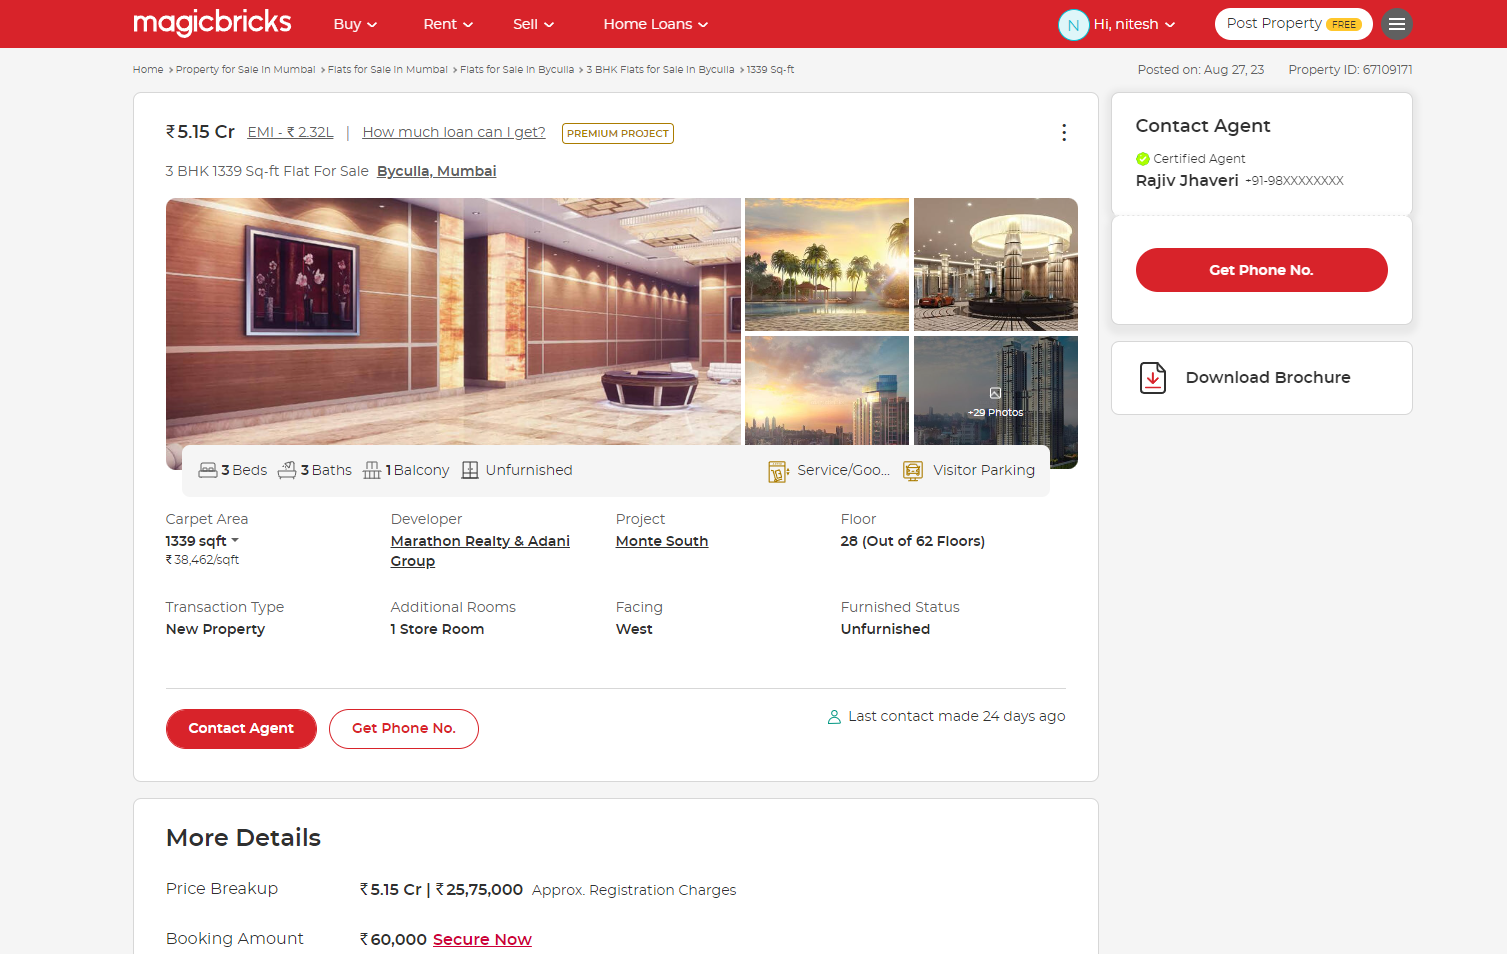 magicbricks
Buy
Rent
Sell
Home Loans
N
Hi, nitesh
Post Property FREE
Home > Property for Sale in Mumbai > Flats for Sale in Mumbai > Flats for Sale in Byculla > 3 BHK Flats for Sale in Byculla > 1339 Sq-ft
Posted on: Aug 27, 23 Property ID: 67109171
₹5.15 Cr EMI - ₹ 2.32L | How much loan can I get? PREMIUM PROJECT
3 BHK 1339 Sq-ft Flat For Sale Byculla, Mumbai
+29 Photos
3 Beds 3 Baths 1 Balcony Unfurnished Service/Goo... Visitor Parking
Carpet Area
1339 sqft
₹38,462/sqft
Developer
Marathon Realty & Adani
Group
Project
Monte South
Floor
28 (Out of 62 Floors)
Transaction Type
New Property
Additional Rooms
1 Store Room
Facing
West
Furnished Status
Unfurnished
Contact Agent
Get Phone No.
Last contact made 24 days ago
Contact Agent
Certified Agent
Rajiv Jhaveri +91-98XXXXXXXX
Get Phone No.
Download Brochure
More Details
Price Breakup ₹5.15 Cr | ₹25,75,000 Approx. Registration Charges
Booking Amount ₹60,000 Secure Now